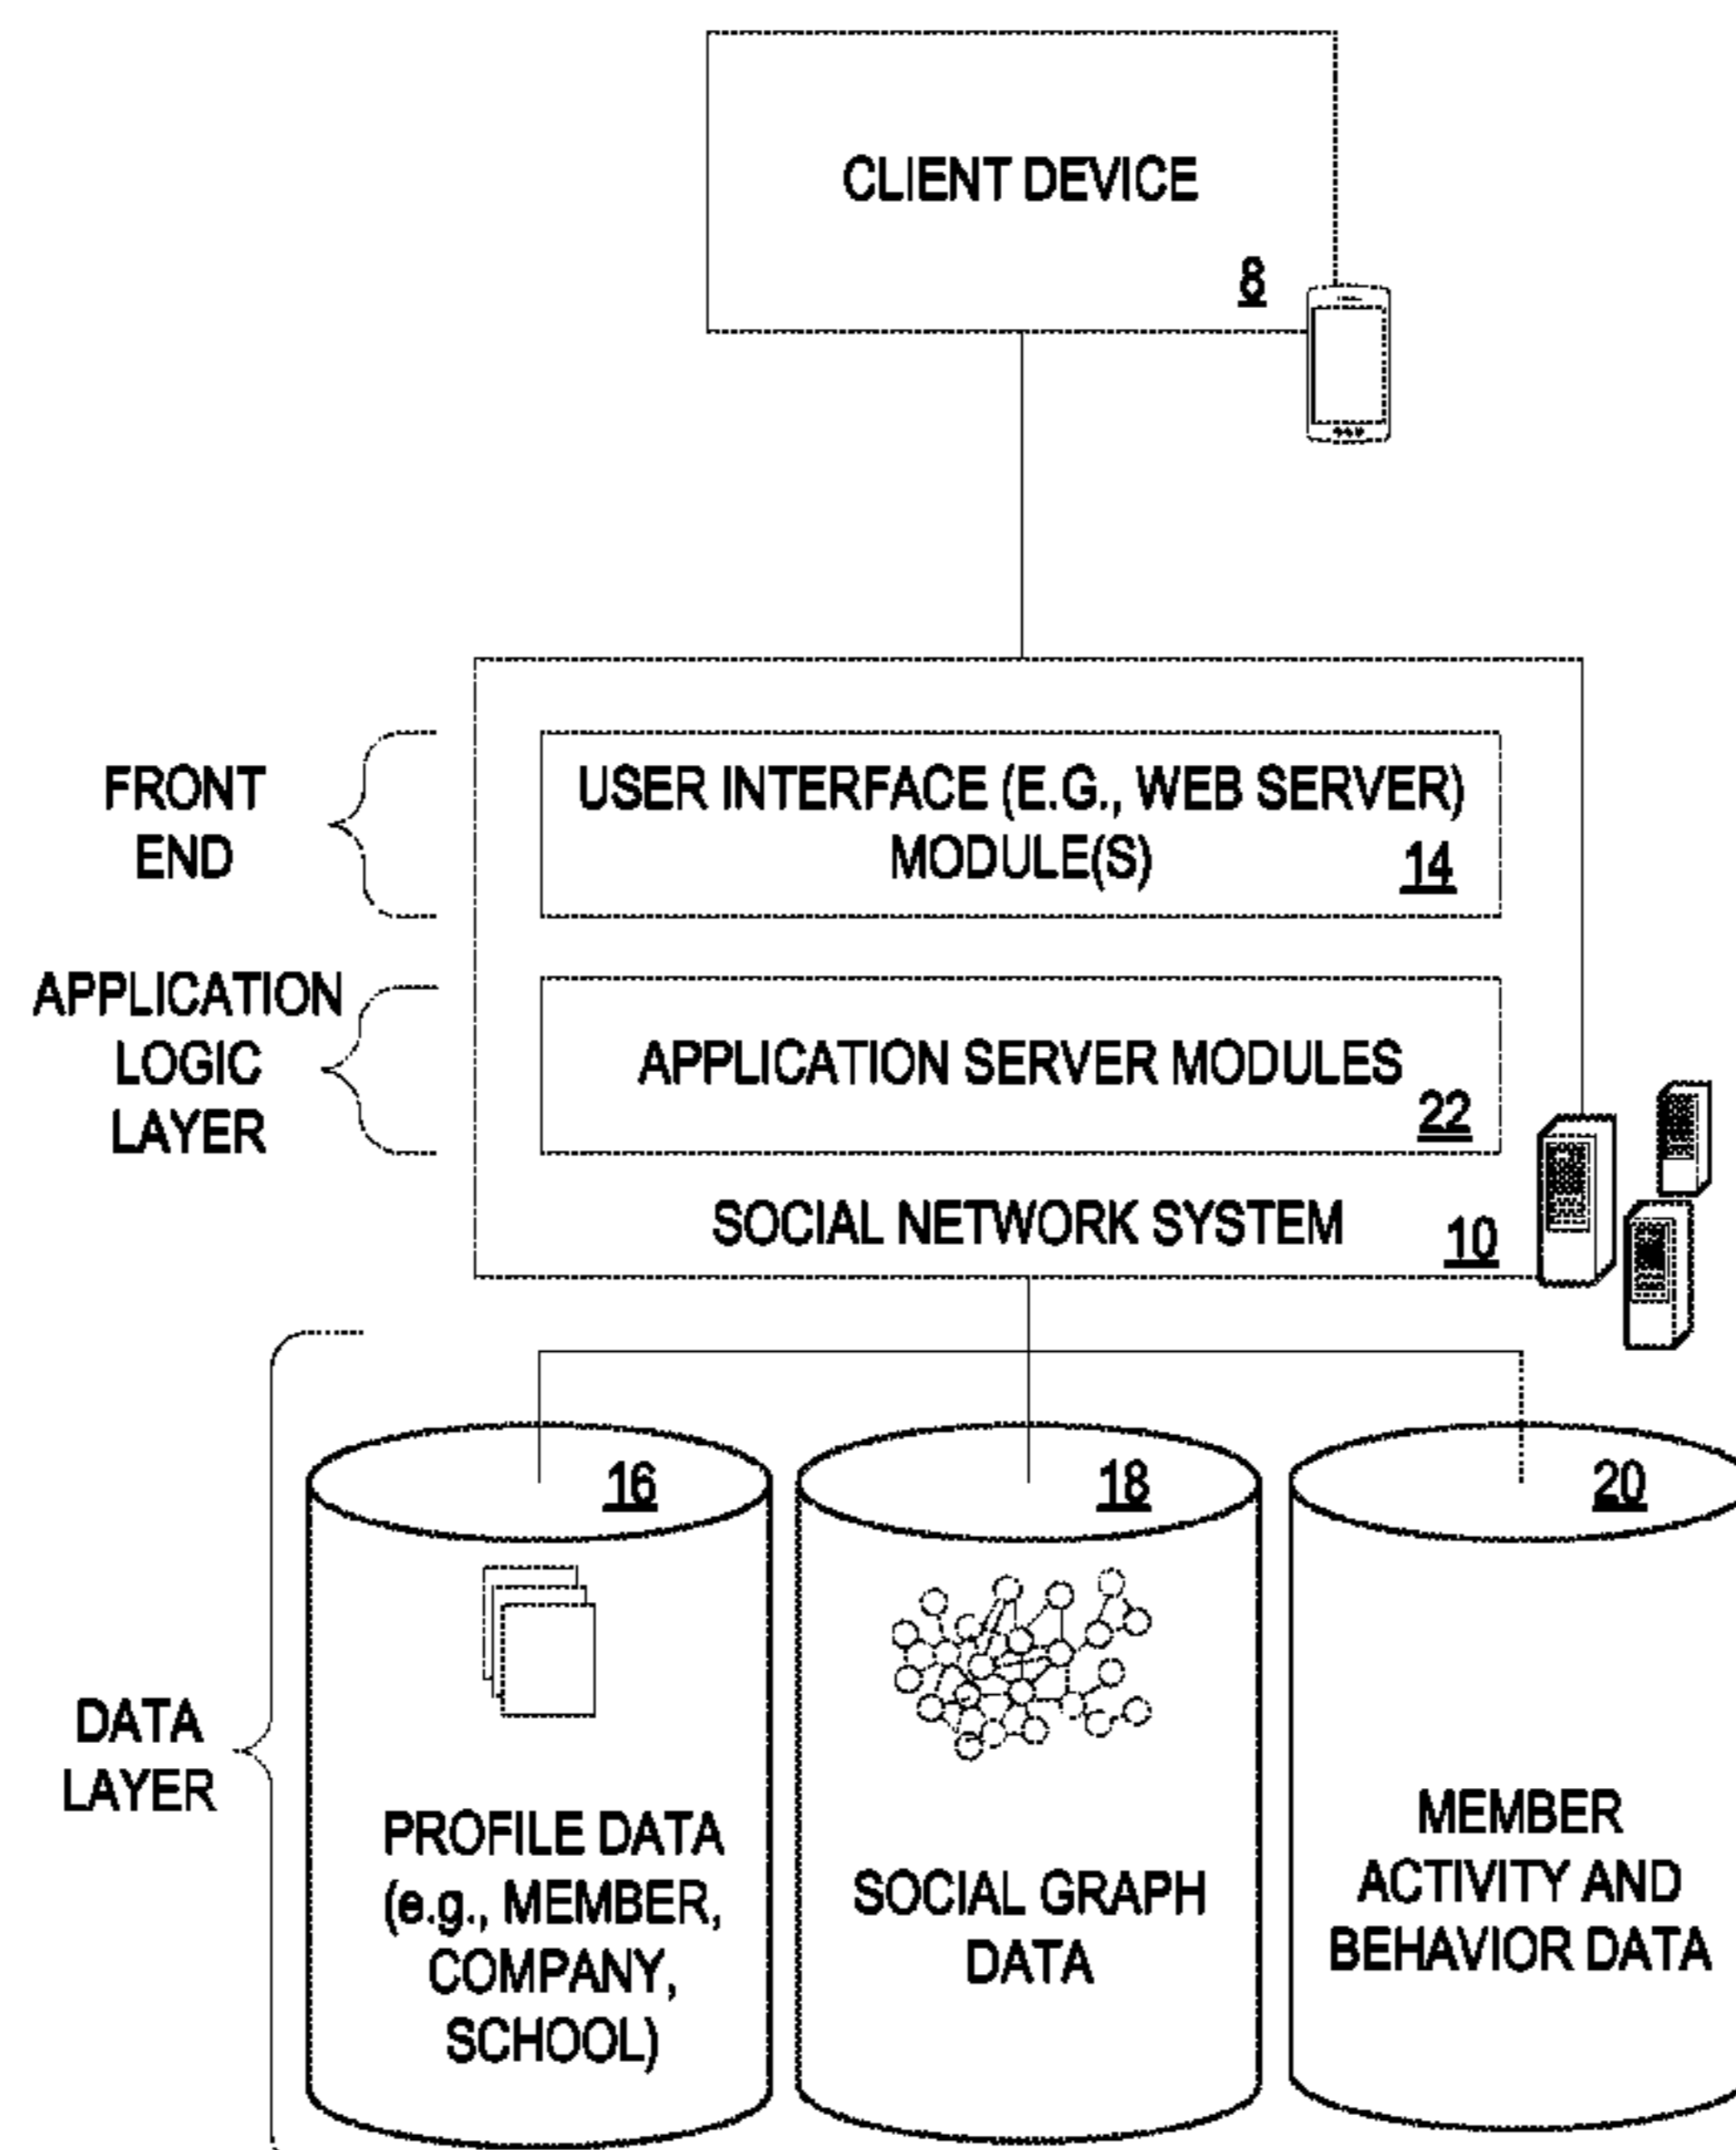 CLIENT DEVICE
8
FRONT
END
USER INTERFACE (E.G., WEB SERVER)
MODULE(S)
14
APPLICATION
LOGIC
LAYER
APPLICATION SERVER MODULES
22
SOCIAL NETWORK SYSTEM
10
DATA
LAYER
16
PROFILE DATA
(e.g., MEMBER,
COMPANY,
SCHOOL)
18
SOCIAL GRAPH
DATA
20
MEMBER
ACTIVITY AND
BEHAVIOR DATA